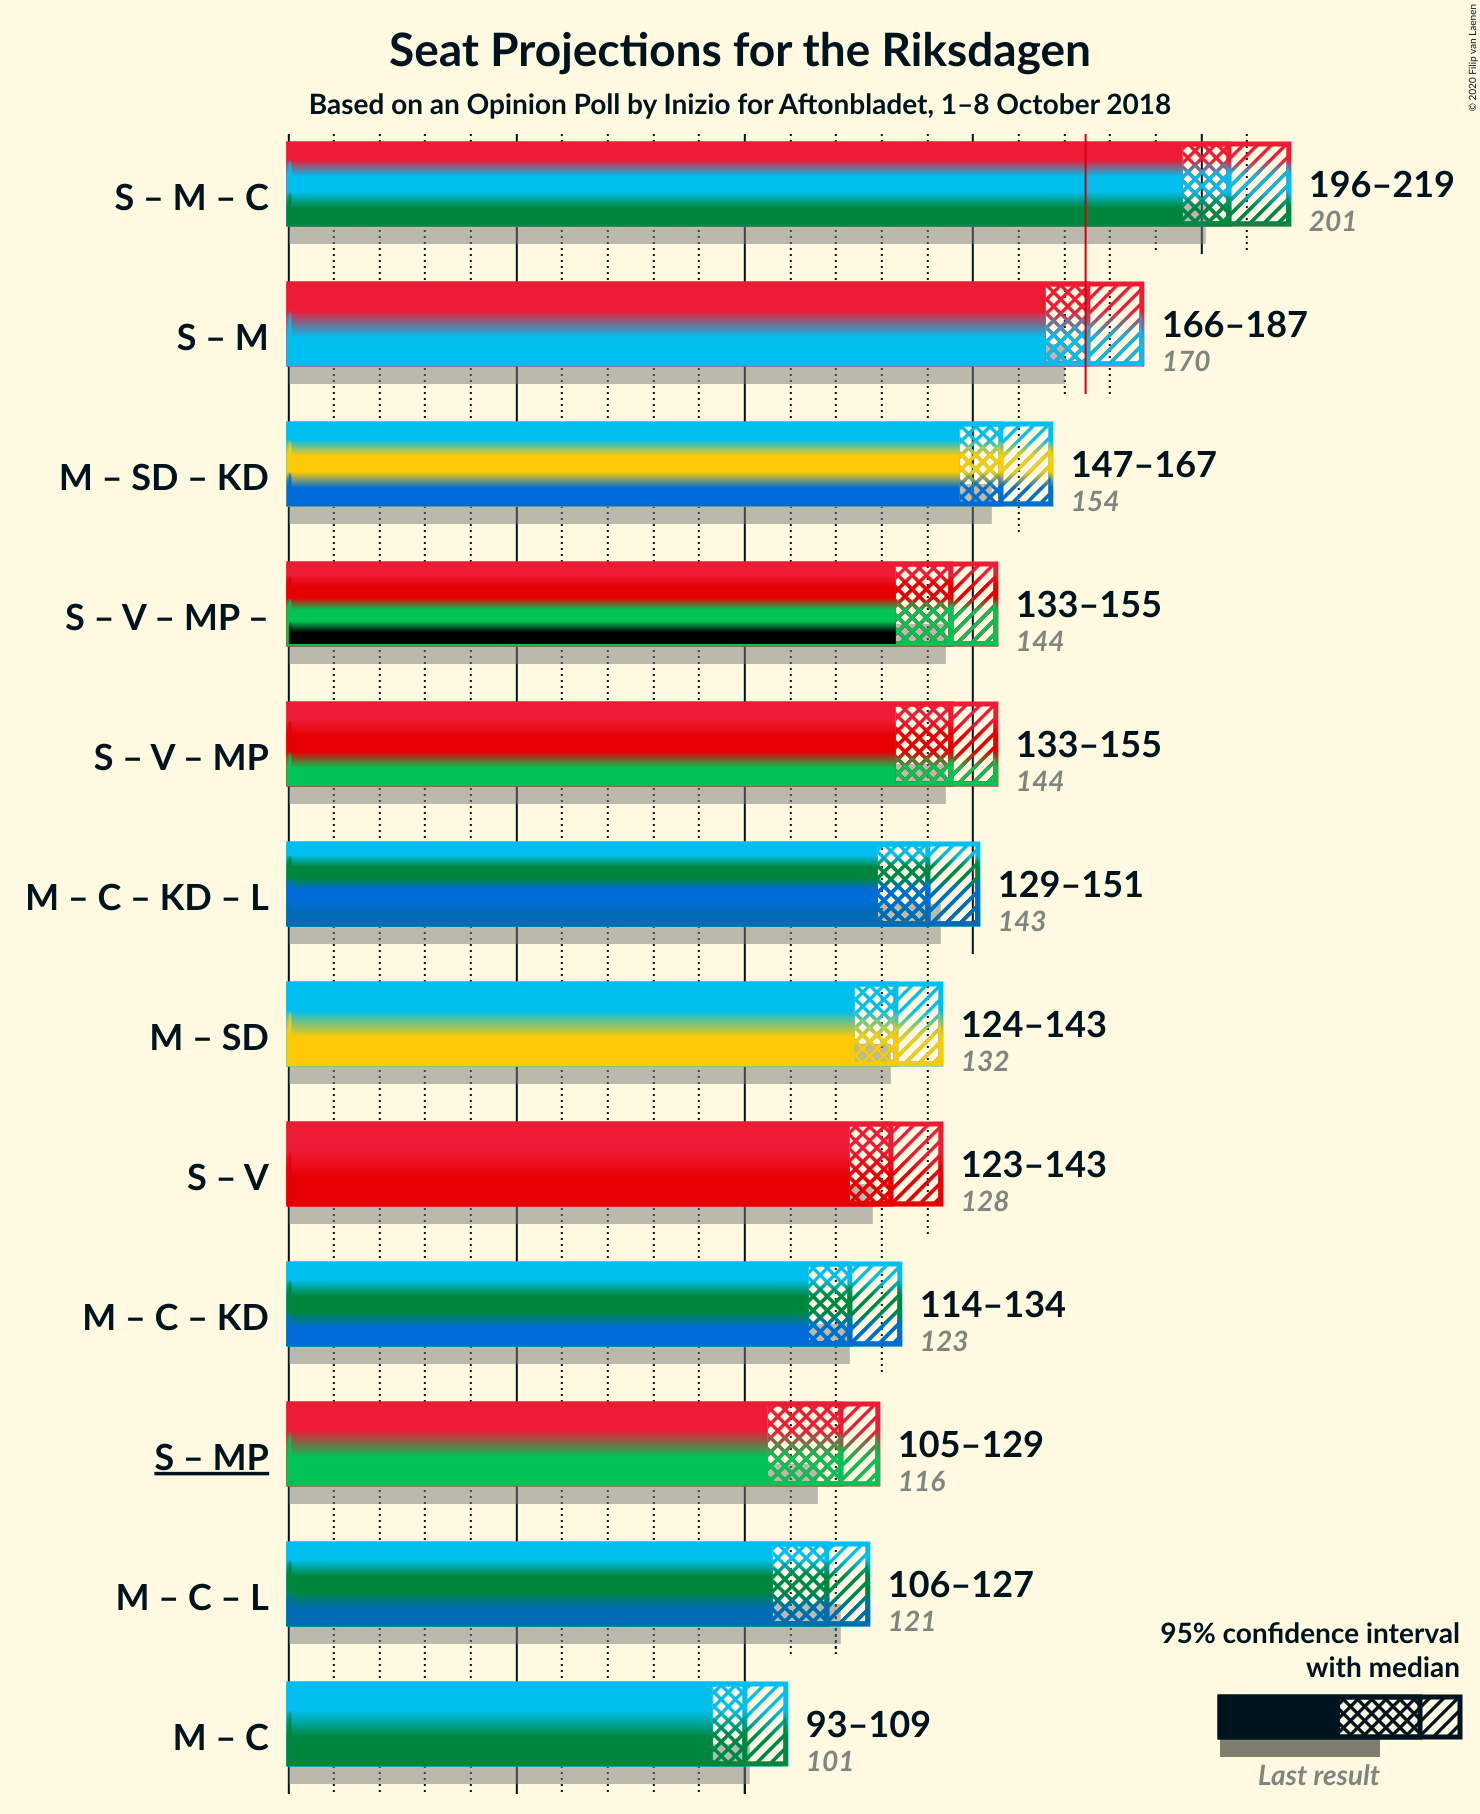 Seat Projections for the Riksdagen
Based on an Opinion Poll by Inizio for Aftonbladet, 1–8 October 2018
© 2020 Filip van Laenen
S – M – C
196–219
201
S – M
166–187
170
M – SD – KD
147–167
154
S – V – MP –
133–155
144
S – V – MP
133–155
144
M – C – KD – L
129–151
143
M – SD
124–143
132
S – V
123–143
128
M – C – KD
114–134
123
S – MP
105–129
116
M – C – L
106–127
121
M – C
93–109
101
95% confidence interval
with median
Last result